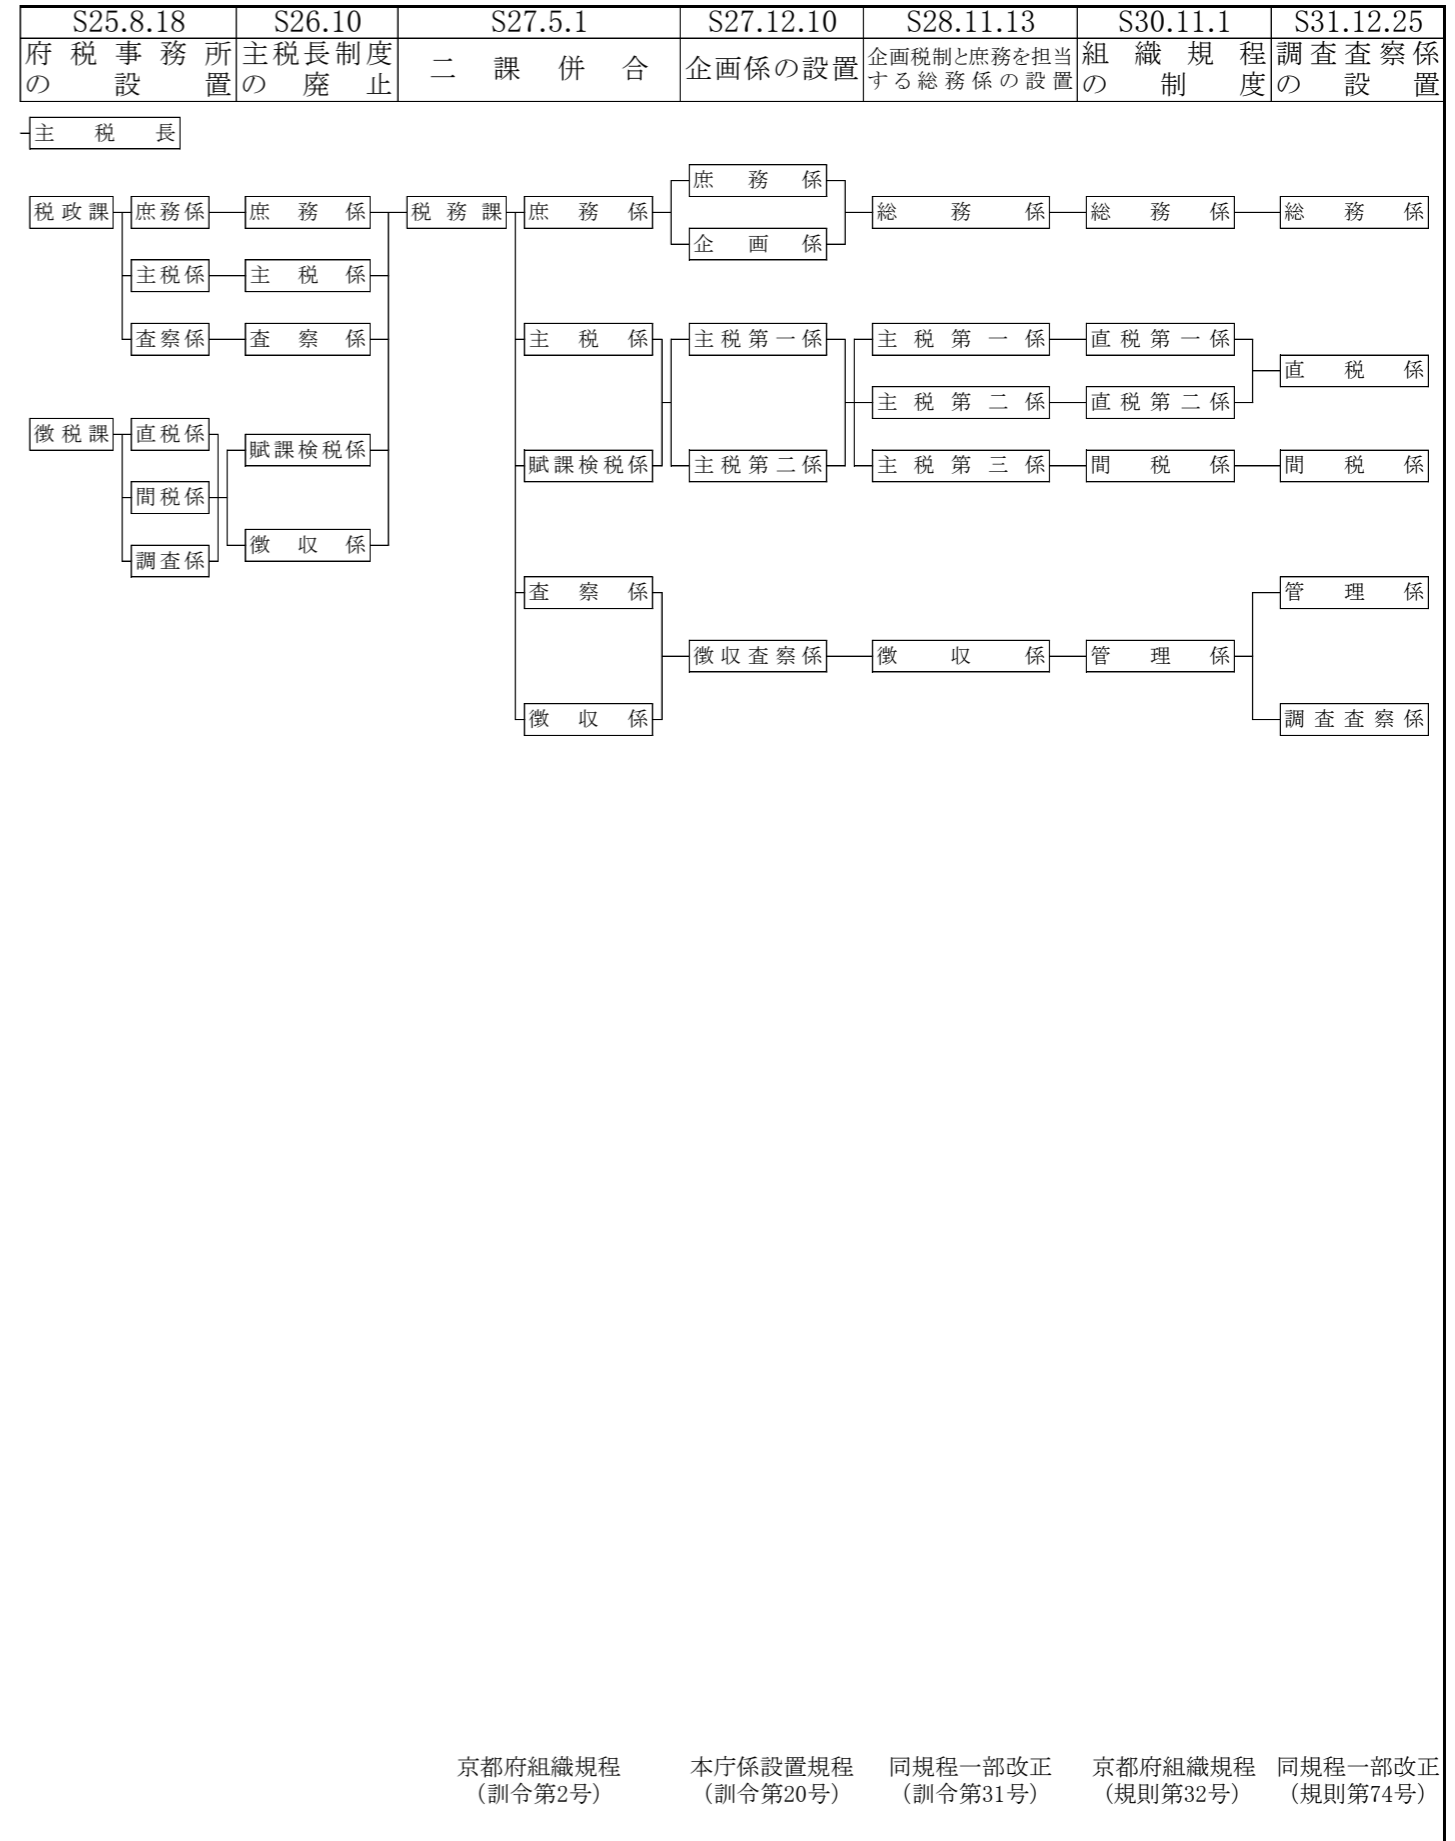 S25.8.18 S26.10 S27.5.1 S27.12.10 S28.11.13 S30.11.1 S31.12.25
府税事務所の設置
主税長制度の廃止
二課併合
企画係の設置
企画税制と庶務を担当
する総務係の設置
組織規程の制度
調査査察係の設置
主税長
庶務係
税政課 庶務係 庶務係 税務課 庶務係 総務係 総務係 総務係
企画係
主税係 主税係
査察係 査察係 主税係 主税第一係 主税第一係 直税第一係
直税係
主税第二係 直税第二係
徴税課 直税係
賦課検税係
賦課検税係 主税第二係 主税第三係 間税係 間税係
間税係
徴収係
調査係
査察係 管理係
徴収査察係 徴収係 管理係
徴収係 調査査察係
京都府組織規程 本庁係設置規程 同規程一部改正 京都府組織規程 同規程一部改正
(訓令第2号) (訓令第20号) (訓令第31号) (規則第32号) (規則第74号)